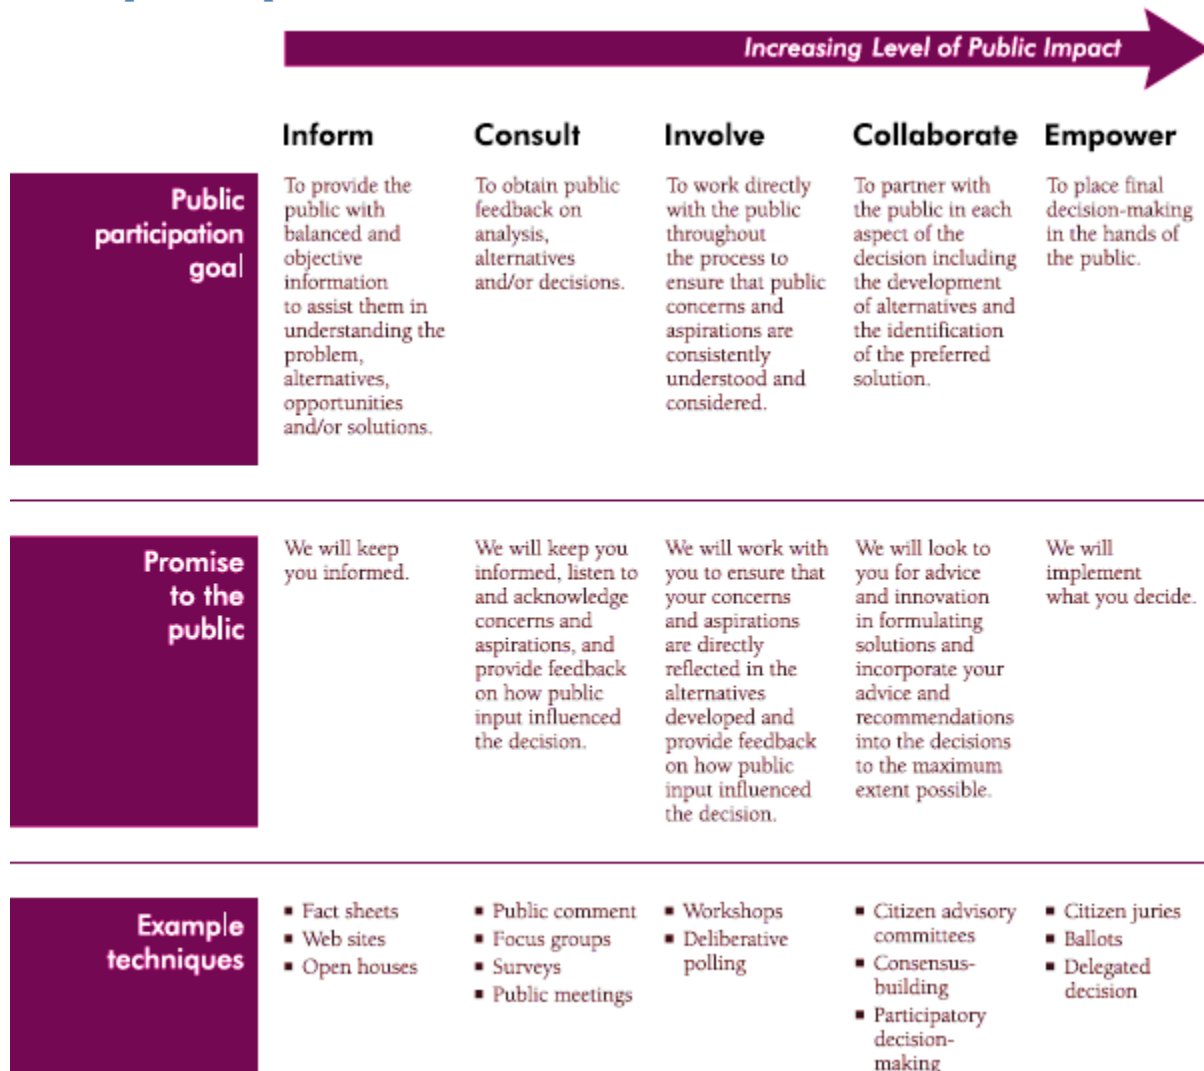 Increasing Level of Public Impact
Inform
Consult
Involve
Collaborate
Empower
Public
participation
goal
To provide the
public with
balanced and
objective
information
to assist them in
understanding the
problem,
alternatives,
opportunities
and/or solutions.
To obtain public
feedback on
analysis,
alternatives
and/or decisions.
To work directly
with the public
throughout
the process to
ensure that public
concerns and
aspirations are
consistently
understood and
considered.
To partner with
the public in each
aspect of the
decision including
the development
of alternatives and
the identification
of the preferred
solution.
To place final
decision-making
in the hands of
the public.
Promise
to the
public
We will keep
you informed.
We will keep you
informed, listen to
and acknowledge
concerns and
aspirations, and
provide feedback
on how public
input influenced
the decision.
We will work with
you to ensure that
your concerns
and aspirations
are directly
reflected in the
alternatives
developed and
provide feedback
on how public
input influenced
the decision.
We will look to
you for advice
and innovation
in formulating
solutions and
incorporate your
advice and
recommendations
into the decisions
to the maximum
extent possible.
We will
implement
what you decide.
Example
techniques
▪ Fact sheets
▪ Web sites
▪ Open houses
▪ Public comment
▪ Focus groups
▪ Surveys
▪ Public meetings
▪ Workshops
▪ Deliberative
polling
▪ Citizen advisory
committees
▪ Consensus-
building
▪ Participatory
decision-
making
▪ Citizen juries
▪ Ballots
▪ Delegated
decision